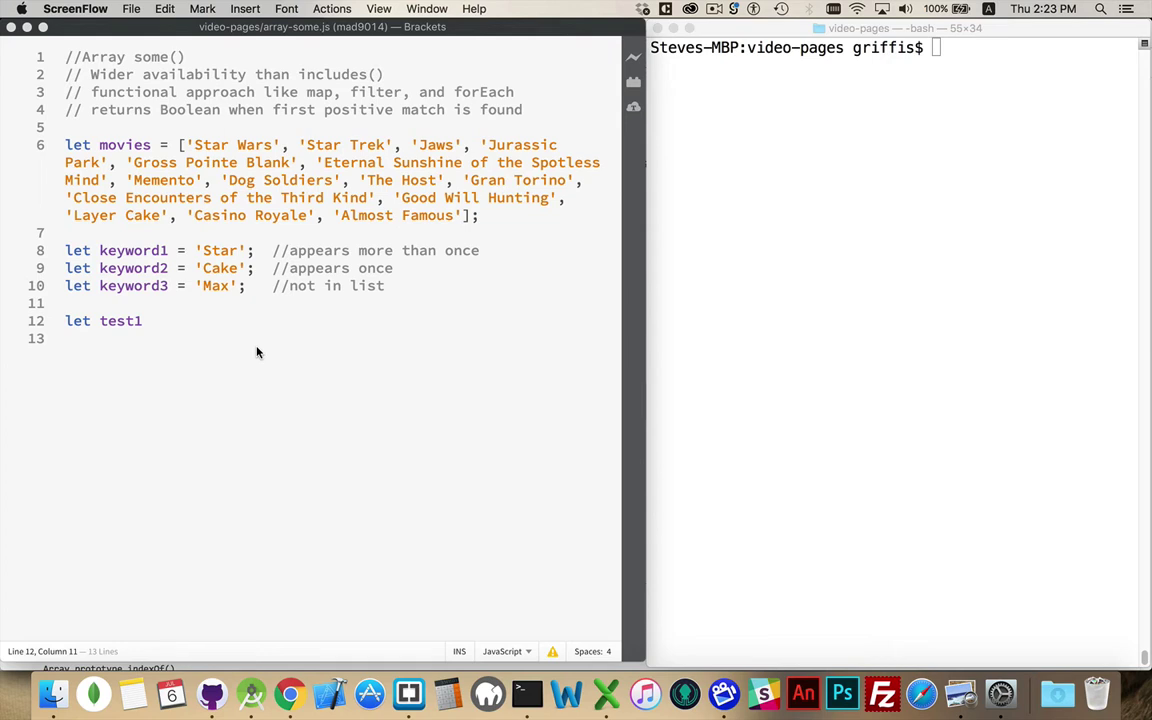 ScreenFlow File Edit Mark Insert Font Actions View Window Help 100% Thu 2:23 PM
video-pages/array-some.js (mad9014) — Brackets
video-pages — -bash — 55×34
Steves-MBP:video-pages griffis$
1 //Array some()
2 // Wider availability than includes()
3 // functional approach like map, filter, and forEach
4 // returns Boolean when first positive match is found
5
6 let movies = ['Star Wars', 'Star Trek', 'Jaws', 'Jurassic
Park', 'Gross Pointe Blank', 'Eternal Sunshine of the Spotless
Mind', 'Memento', 'Dog Soldiers', 'The Host', 'Gran Torino',
'Close Encounters of the Third Kind', 'Good Will Hunting',
'Layer Cake', 'Casino Royale', 'Almost Famous'];
7
8 let keyword1 = 'Star'; //appears more than once
9 let keyword2 = 'Cake'; //appears once
10 let keyword3 = 'Max'; //not in list
11
12 let test1
13
Line 12, Column 11 — 13 Lines INS JavaScript Spaces: 4
Array.prototype.indexOf()
6 An Ps Fz